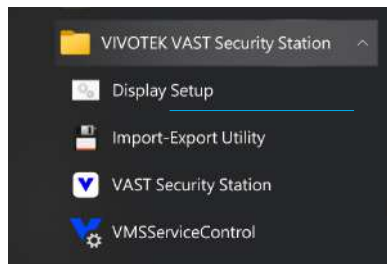 VIVOTEK VAST Security Station
Display Setup
Import-Export Utility
VAST Security Station
VMSServiceControl